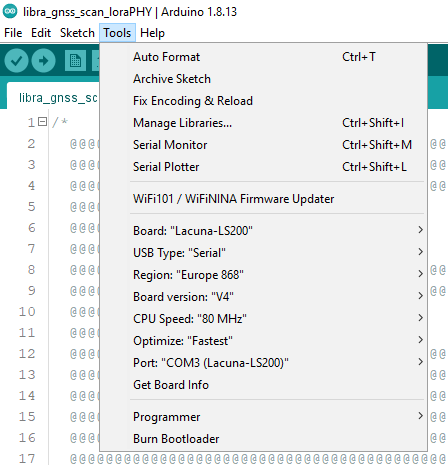 libra_gnss_scan_loraPHY | Arduino 1.8.13
File Edit Sketch Tools Help
libra_gnss_sc
Auto Format Ctrl+T
Archive Sketch
Fix Encoding & Reload
Manage Libraries... Ctrl+Shift+I
Serial Monitor Ctrl+Shift+M
Serial Plotter Ctrl+Shift+L
WiFi101 / WiFiNINA Firmware Updater
Board: "Lacuna-LS200"
USB Type: "Serial"
Region: "Europe 868"
Board version: "V4"
CPU Speed: "80 MHz"
Optimize: "Fastest"
Port: "COM3 (Lacuna-LS200)"
Get Board Info
Programmer
Burn Bootloader
1 /*
2
3
4
5
6
7
8
9
10
11
12
13
14
15
16
17